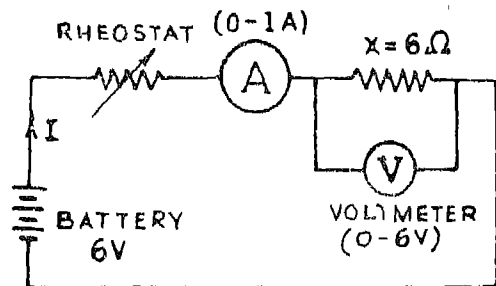 RHEOSTAT
(0-1A)
X=6Ω
A
I
V
BATTERY
6V
VOLTMETER
(0-6V)